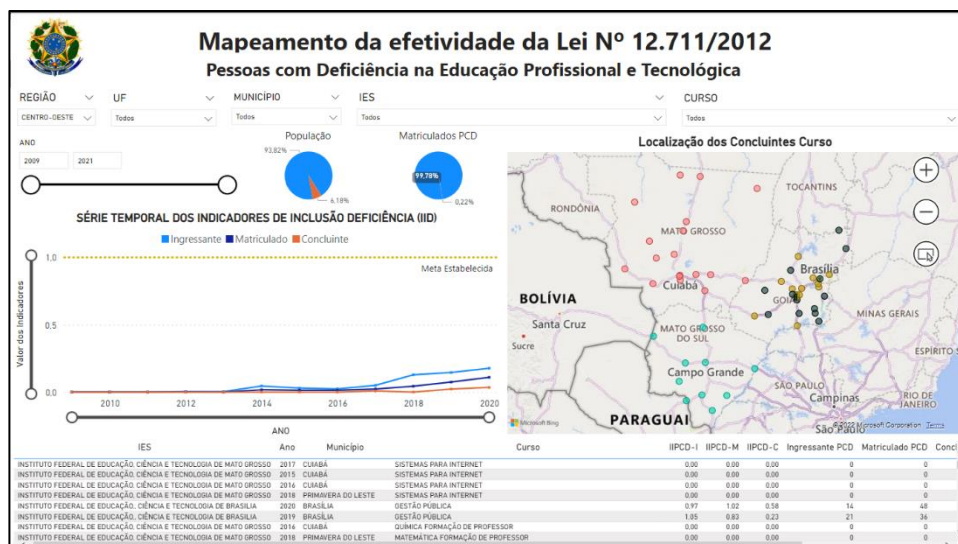 Mapeamento da efetividade da Lei Nº 12.711/2012
Pessoas com Deficiência na Educação Profissional e Tecnológica
REGIÃO UF MUNICÍPIO IES CURSO
CENTRO-OESTE Todos Todos Todos Todos
ANO
2009 2021
População
93,82%
6,18%
Matriculados PCD
99,78%
0,22%
SÉRIE TEMPORAL DOS INDICADORES DE INCLUSÃO DEFICIÊNCIA (IID)
Ingressante Matriculado Concluinte
Valor dos Indicadores
1,0
Meta Estabelecida
0,5
0,0
2010 2012 2014 2016 2018 2020
ANO
Localização dos Concluintes Curso
TOCANTINS
RONDÔNIA
MATO GROSSO
Brasília
Cuiabá
GOIÁ
BOLÍVIA
MINAS GERAIS
Santa Cruz
MATO GROSSO
DO SUL
Sucre
ESPÍRITO S
Campo Grande
SÃO PAULO
RIO DE
JANEIRO
Campinas
PARAGUAI
São Paulo
Microsoft Bing
© 2022 Microsoft Corporation Terms
IES Ano Município Curso IIPCD-I IIPCD-M IIPCD-C Ingressante PCD Matriculado PCD Concl
INSTITUTO FEDERAL DE EDUCAÇÃO, CIÊNCIA E TECNOLOGIA DE MATO GROSSO 2017 CUIABÁ SISTEMAS PARA INTERNET 0,00 0,00 0,00 0 0
INSTITUTO FEDERAL DE EDUCAÇÃO, CIÊNCIA E TECNOLOGIA DE MATO GROSSO 2015 CUIABÁ SISTEMAS PARA INTERNET 0,00 0,00 0,00 0 0
INSTITUTO FEDERAL DE EDUCAÇÃO, CIÊNCIA E TECNOLOGIA DE MATO GROSSO 2016 CUIABÁ SISTEMAS PARA INTERNET 0,00 0,00 0,00 0 0
INSTITUTO FEDERAL DE EDUCAÇÃO, CIÊNCIA E TECNOLOGIA DE MATO GROSSO 2018 PRIMAVERA DO LESTE SISTEMAS PARA INTERNET 0,00 0,00 0,00 0 0
INSTITUTO FEDERAL DE EDUCAÇÃO, CIÊNCIA E TECNOLOGIA DE BRASILIA 2020 BRASÍLIA GESTÃO PÚBLICA 0,97 1,02 0,58 14 48
INSTITUTO FEDERAL DE EDUCAÇÃO, CIÊNCIA E TECNOLOGIA DE BRASILIA 2019 BRASÍLIA GESTÃO PÚBLICA 1,05 0,83 0,23 21 36
INSTITUTO FEDERAL DE EDUCAÇÃO, CIÊNCIA E TECNOLOGIA DE MATO GROSSO 2016 CUIABÁ QUÍMICA FORMAÇÃO DE PROFESSOR 0,00 0,00 0,00 0 0
INSTITUTO FEDERAL DE EDUCAÇÃO, CIÊNCIA E TECNOLOGIA DE MATO GROSSO 2018 PRIMAVERA DO LESTE MATEMÁTICA FORMAÇÃO DE PROFESSOR 0,00 0,00 0,00 0 0